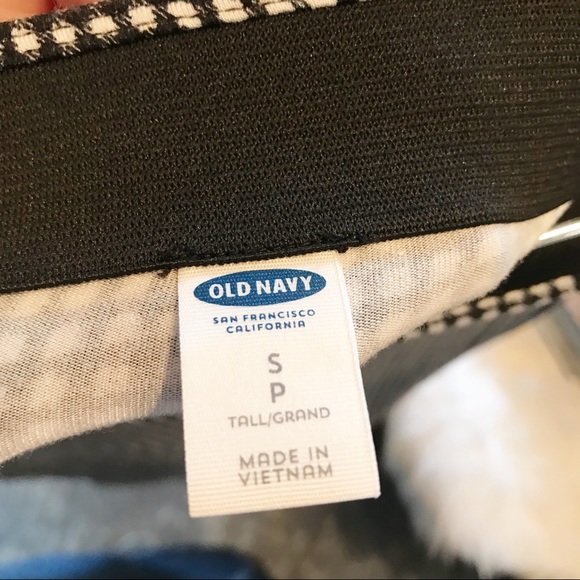 OLD NAVY
SAN FRANCISCO
CALIFORNIA
S
P
TALL/GRAND
MADE IN
VIETNAM